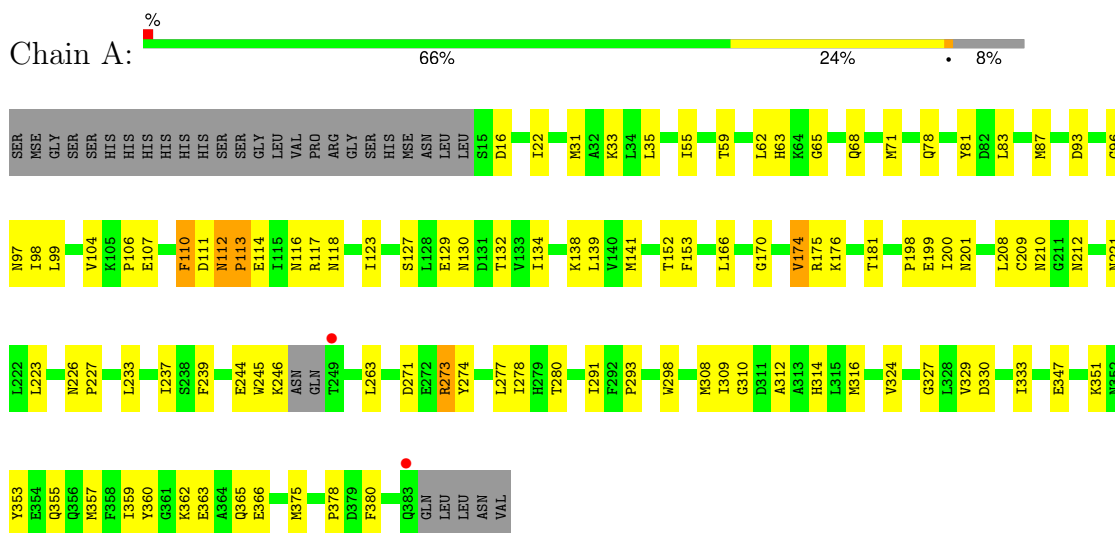 %
Chain A:
66% 24% • 8%
SER MSE GLY SER SER HIS HIS HIS HIS HIS HIS SER SER GLY LEU VAL PRO ARG GLY SER HIS MSE ASN LEU LEU S15 D16 I22 M31 A32 K33 L34 L35 I55 T59 L62 H63 K64 G65 Q68 M71 Q78 Y81 D82 L83 M87 D93 C96
N97 I98 L99 V104 K105 P106 E107 F110 D111 N112 P113 E114 I115 N116 R117 N118 I123 S127 L128 E129 N130 D131 T132 V133 I134 K138 L139 V140 M141 T152 F153 L166 G170 V174 R175 K176 T181 P198 E199 I200 N201 L208 C209 N210 G211 N212 N221
L222 L223 N226 P227 L233 I237 S238 F239 E244 W245 K246 ASN GLN T249 L263 D271 E272 R273 Y274 L277 I278 H279 T280 I291 F292 P293 W298 M308 I309 G310 D311 A312 A313 H314 L315 M316 V324 G327 L328 V329 D330 I333 E347 K351 N352
Y353 E354 Q355 Q356 M357 F358 I359 Y360 G361 K362 E363 A364 Q365 E366 M375 P378 D379 F380 Q383 GLN LEU LEU ASN VAL